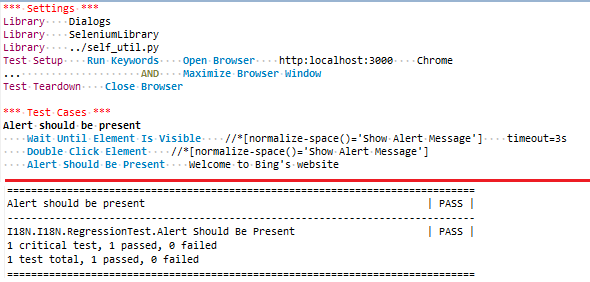 *** Settings ***
Library    Dialogs
Library    SeleniumLibrary
Library    ../self_util.py
Test Setup    Run Keywords    Open Browser    http:localhost:3000    Chrome
...                    AND    Maximize Browser Window
Test Teardown    Close Browser
*** Test Cases ***
Alert should be present
    Wait Until Element Is Visible    //*[normalize-space()='Show Alert Message']    timeout=3s
    Double Click Element    //*[normalize-space()='Show Alert Message']
    Alert Should Be Present    Welcome to Bing's website
==============================================================================
Alert should be present                                               | PASS |
------------------------------------------------------------------------------
I18N.I18N.RegressionTest.Alert Should Be Present                      | PASS |
1 critical test, 1 passed, 0 failed
1 test total, 1 passed, 0 failed
==============================================================================